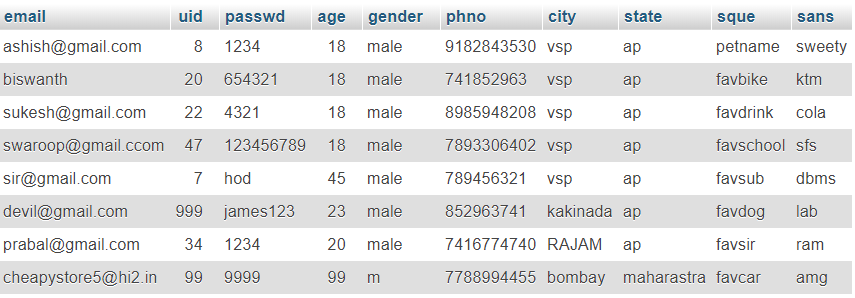 email uid passwd age gender phno city state sque sans
ashish@gmail.com 8 1234 18 male 9182843530 vsp ap petname sweety
biswanth 20 654321 18 male 741852963 vsp ap favbike ktm
sukesh@gmail.com 22 4321 18 male 8985948208 vsp ap favdrink cola
swaroop@gmail.ccom 47 123456789 18 male 7893306402 vsp ap favschool sfs
sir@gmail.com 7 hod 45 male 789456321 vsp ap favsub dbms
devil@gmail.com 999 james123 23 male 852963741 kakinada ap favdog lab
prabal@gmail.com 34 1234 20 male 7416774740 RAJAM ap favsir ram
cheapystore5@hi2.in 99 9999 99 m 7788994455 bombay maharastra favcar amg